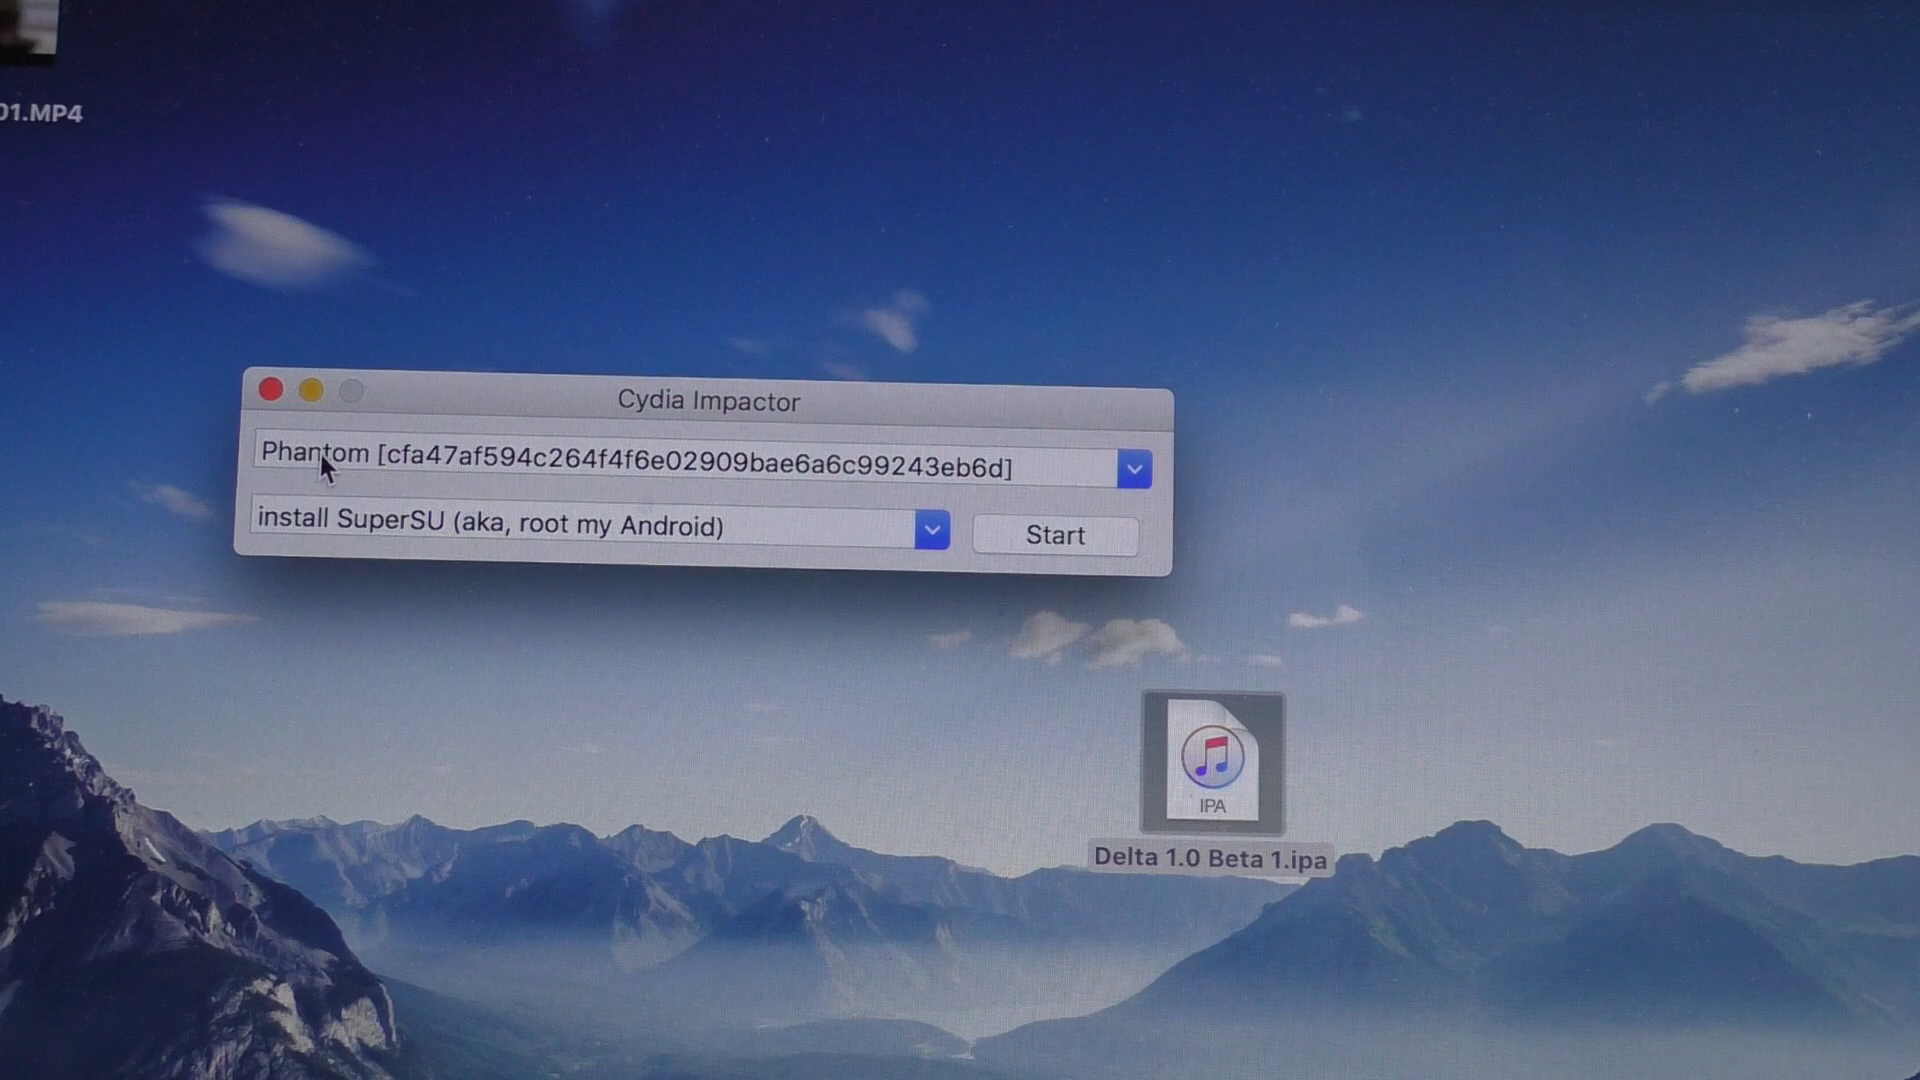 01.MP4
Cydia Impactor
Phantom [cfa47af594c264f4f6e02909bae6a6c99243eb6d]
install SuperSU (aka, root my Android)
Start
IPA
Delta 1.0 Beta 1.ipa